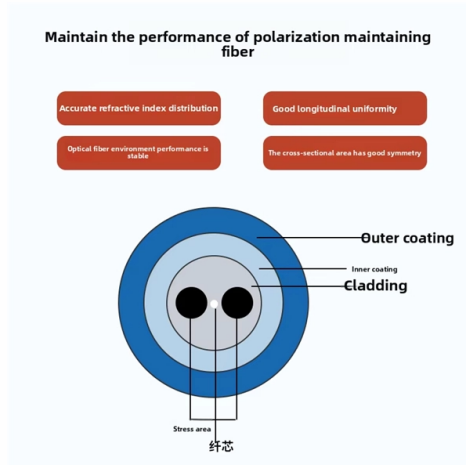 Maintain the performance of polarization maintaining
fiber
Accurate refractive index distribution
Good longitudinal uniformity
Optical fiber environment performance is
stable
The cross-sectional area has good symmetry
Outer coating
Inner coating
Cladding
Stress area
纤芯